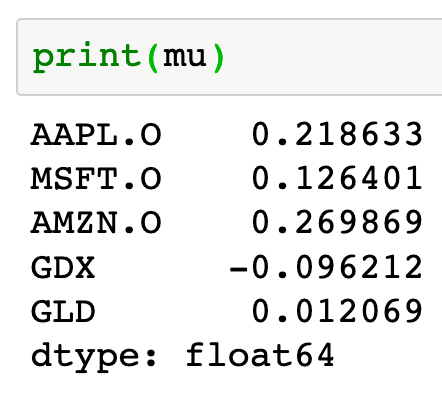 print(mu)
AAPL.O    0.218633
MSFT.O    0.126401
AMZN.O    0.269869
GDX      -0.096212
GLD       0.012069
dtype: float64